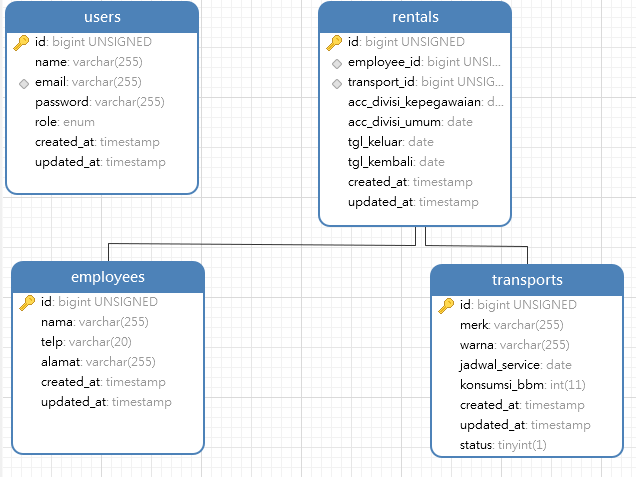 users
id: bigint UNSIGNED
name: varchar(255)
email: varchar(255)
password: varchar(255)
role: enum
created_at: timestamp
updated_at: timestamp
rentals
id: bigint UNSIGNED
employee_id: bigint UNSI...
transport_id: bigint UNSIG...
acc_divisi_kepegawaian: d...
acc_divisi_umum: date
tgl_keluar: date
tgl_kembali: date
created_at: timestamp
updated_at: timestamp
employees
id: bigint UNSIGNED
nama: varchar(255)
telp: varchar(20)
alamat: varchar(255)
created_at: timestamp
updated_at: timestamp
transports
id: bigint UNSIGNED
merk: varchar(255)
warna: varchar(255)
jadwal_service: date
konsumsi_bbm: int(11)
created_at: timestamp
updated_at: timestamp
status: tinyint(1)